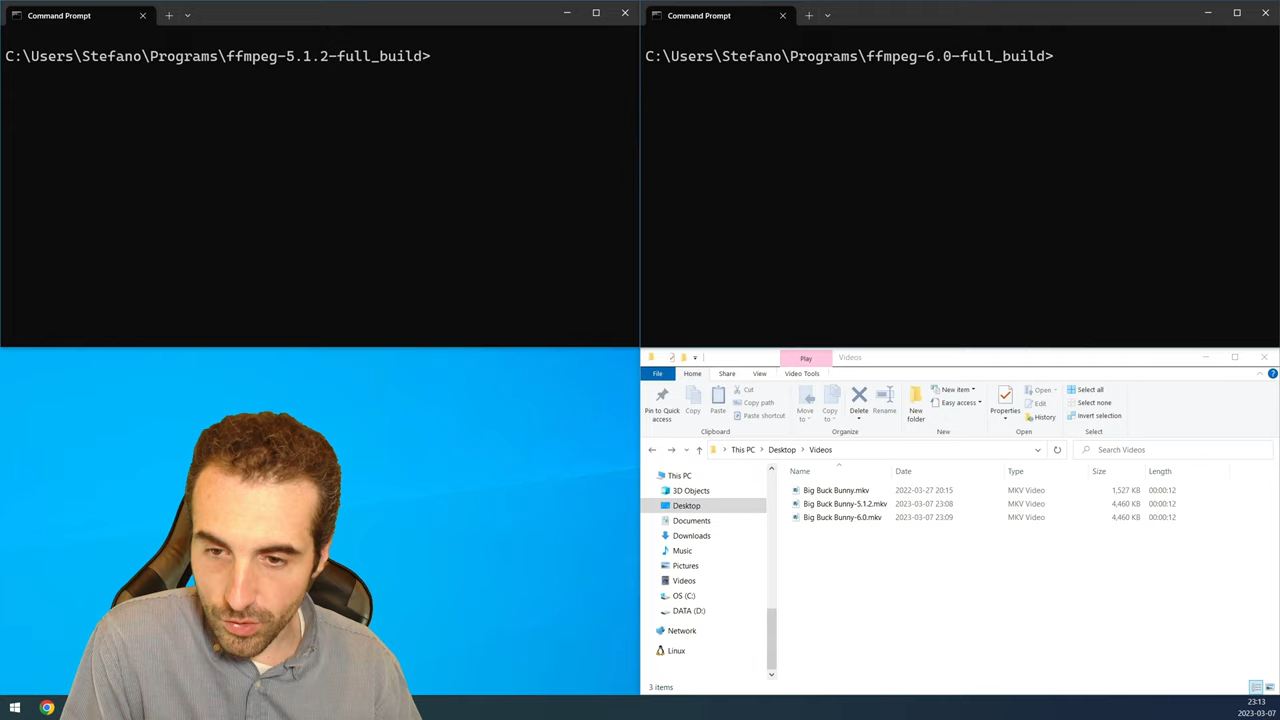 Command Prompt
C:\Users\Stefano\Programs\ffmpeg-5.1.2-full_build>
Command Prompt
C:\Users\Stefano\Programs\ffmpeg-6.0-full_build>
Play
Videos
File
Home
Share
View
Video Tools
Pin to Quick access
Copy
Paste
Cut
Copy path
Paste shortcut
Clipboard
Move to
Copy to
Delete
Rename
Organize
New folder
New item
Easy access
New
Properties
Open
Edit
History
Open
Select all
Select none
Invert selection
Select
This PC > Desktop > Videos
Search Videos
This PC
3D Objects
Desktop
Documents
Downloads
Music
Pictures
Videos
OS (C:)
DATA (D:)
Network
Linux
Name Date Type Size Length
Big Buck Bunny.mkv 2022-03-27 20:15 MKV Video 1,527 KB 00:00:12
Big Buck Bunny-5.1.2.mkv 2023-03-07 23:08 MKV Video 4,460 KB 00:00:12
Big Buck Bunny-6.0.mkv 2023-03-07 23:09 MKV Video 4,460 KB 00:00:12
3 items
23:13
2023-03-07